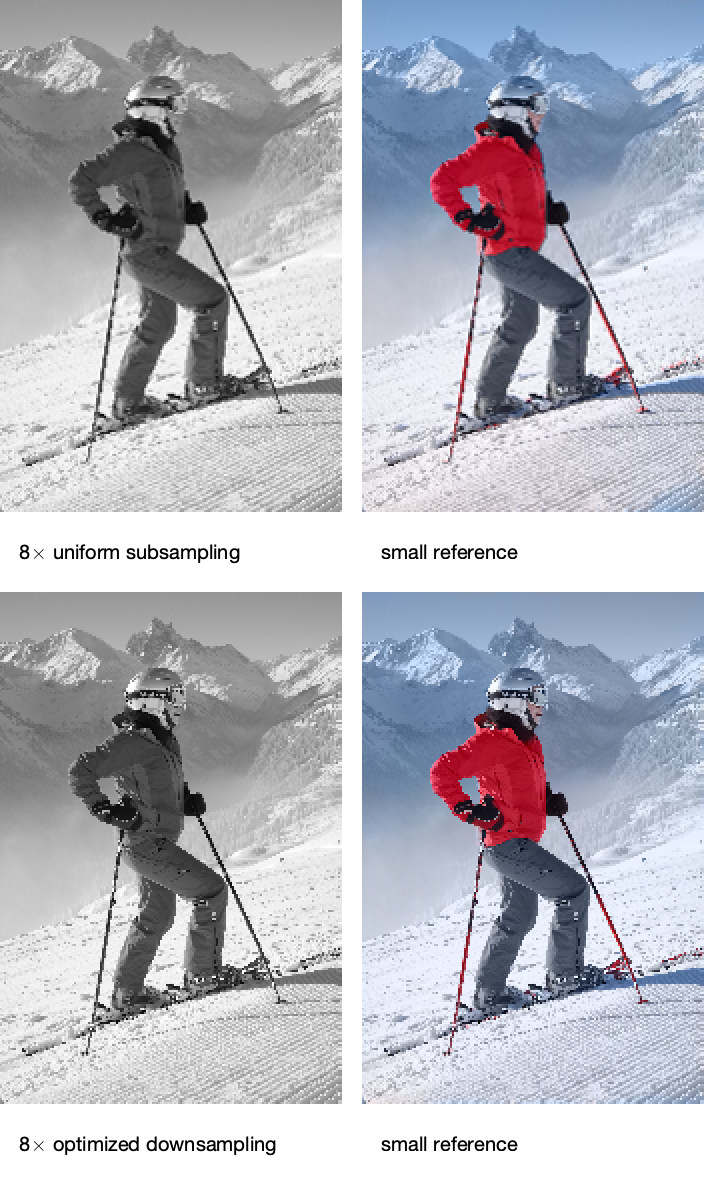 8× uniform subsampling
small reference
8× optimized downsampling
small reference